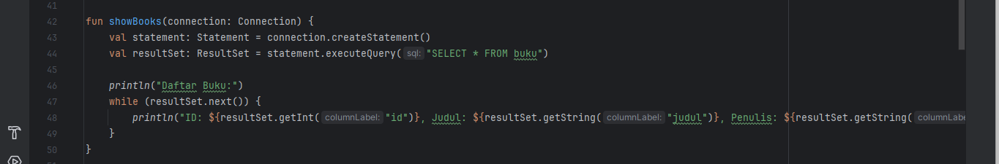 41
42 fun showBooks(connection: Connection) {
43 val statement: Statement = connection.createStatement()
44 val resultSet: ResultSet = statement.executeQuery( sql: "SELECT * FROM buku")
45
46 println("Daftar Buku:")
47 while (resultSet.next()) {
48 println("ID: ${resultSet.getInt( columnLabel: "id")}, Judul: ${resultSet.getString( columnLabel: "judul")}, Penulis: ${resultSet.getString(
49 }
50 }